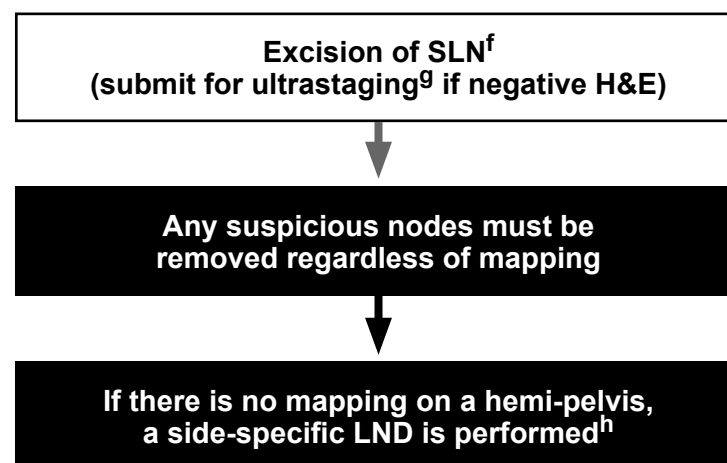 Excision of SLNf
(submit for ultrastagingg if negative H&E)
Any suspicious nodes must be
removed regardless of mapping
If there is no mapping on a hemi-pelvis,
a side-specific LND is performedh